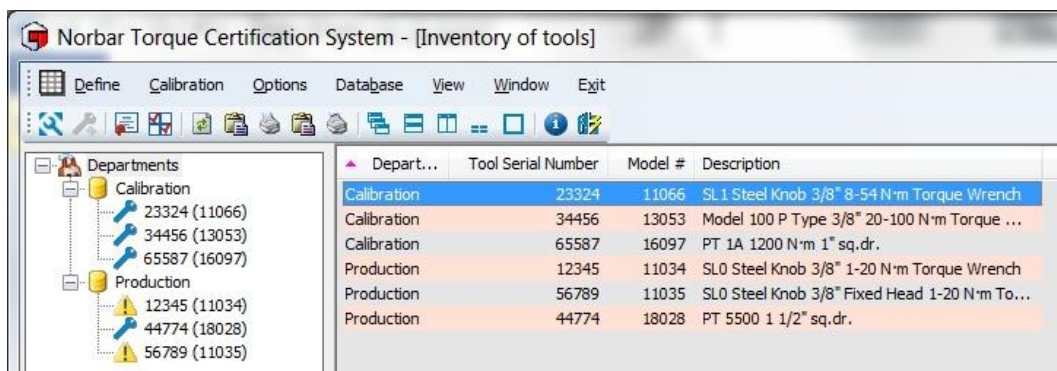 Norbar Torque Certification System - [Inventory of tools]
Define Calibration Options Database View Window Exit
Departments
Calibration
23324 (11066)
34456 (13053)
65587 (16097)
Production
12345 (11034)
44774 (18028)
56789 (11035)
Depart... Tool Serial Number Model # Description
Calibration 23324 11066 SL1 Steel Knob 3/8" 8-54 N·m Torque Wrench
Calibration 34456 13053 Model 100 P Type 3/8" 20-100 N·m Torque ...
Calibration 65587 16097 PT 1A 1200 N·m 1" sq.dr.
Production 12345 11034 SL0 Steel Knob 3/8" 1-20 N·m Torque Wrench
Production 56789 11035 SL0 Steel Knob 3/8" Fixed Head 1-20 N·m To...
Production 44774 18028 PT 5500 1 1/2" sq.dr.